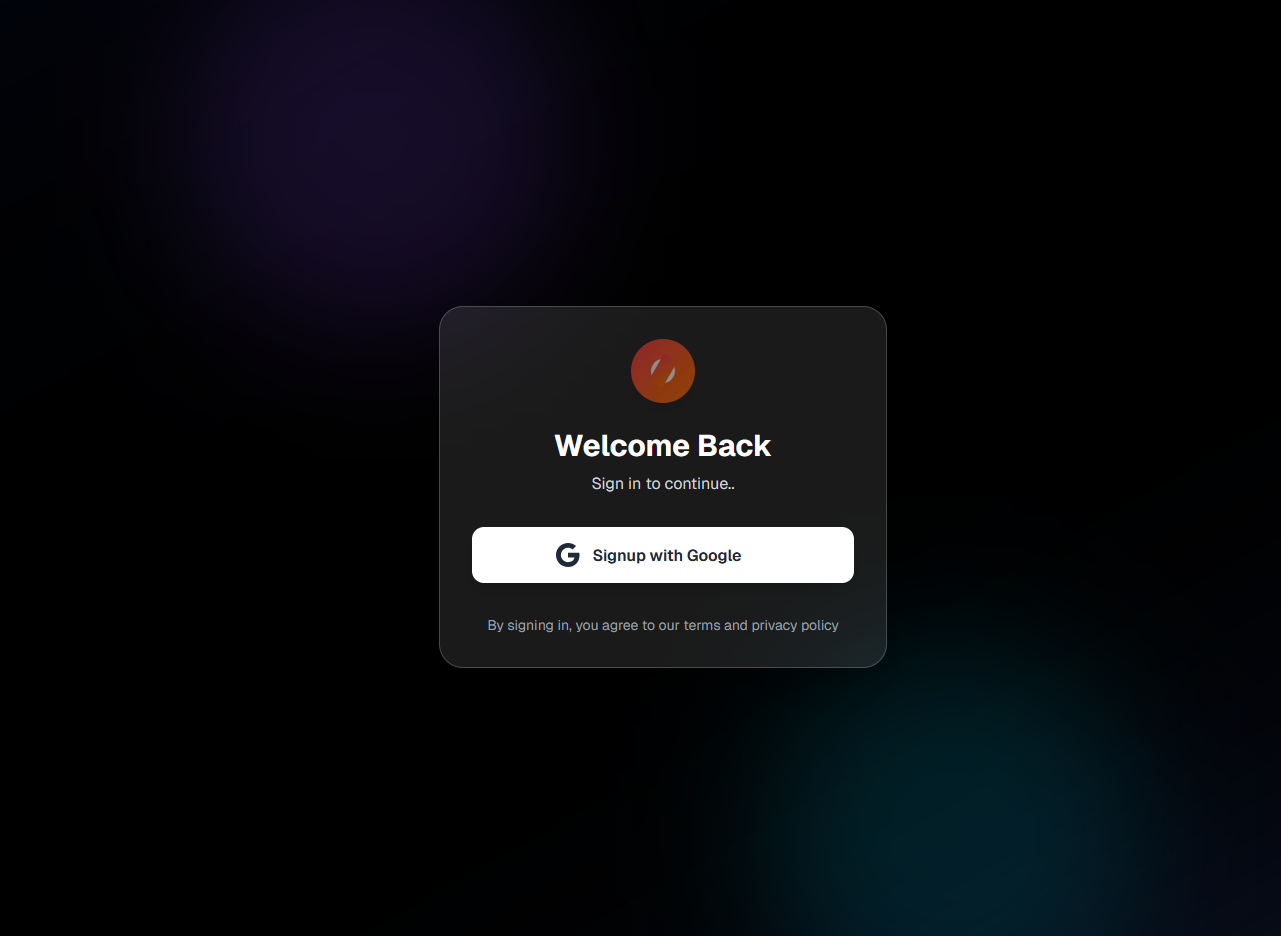 Welcome Back
Sign in to continue..
Signup with Google
By signing in, you agree to our terms and privacy policy